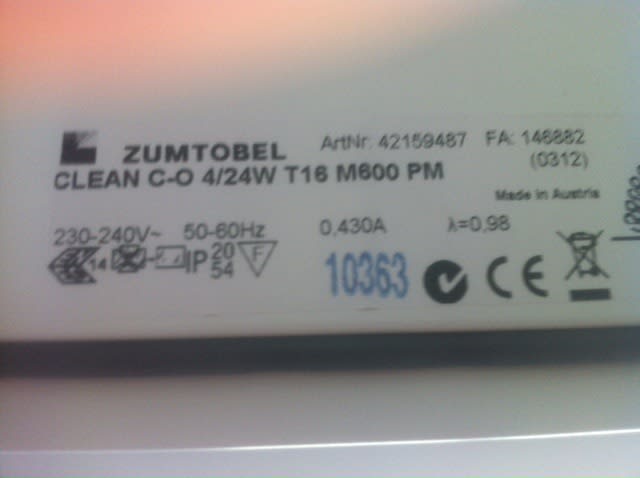 ZUMTOBEL ArtNr: 42159487 FA: 146882
(0312)
CLEAN C-O 4/24W T16 M600 PM
Made in Austria
230-240V~ 50-60Hz 0,430A λ=0,98
14 IP 20 54 F 10363 CE